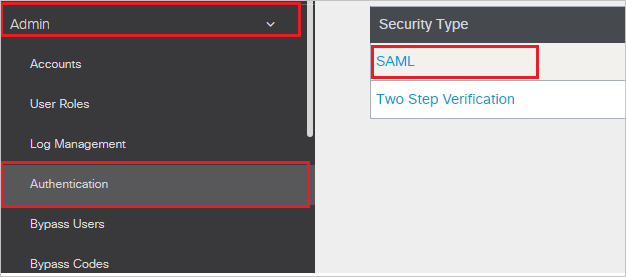 Admin
Accounts
User Roles
Log Management
Authentication
Bypass Users
Bypass Codes
Security Type
SAML
Two Step Verification